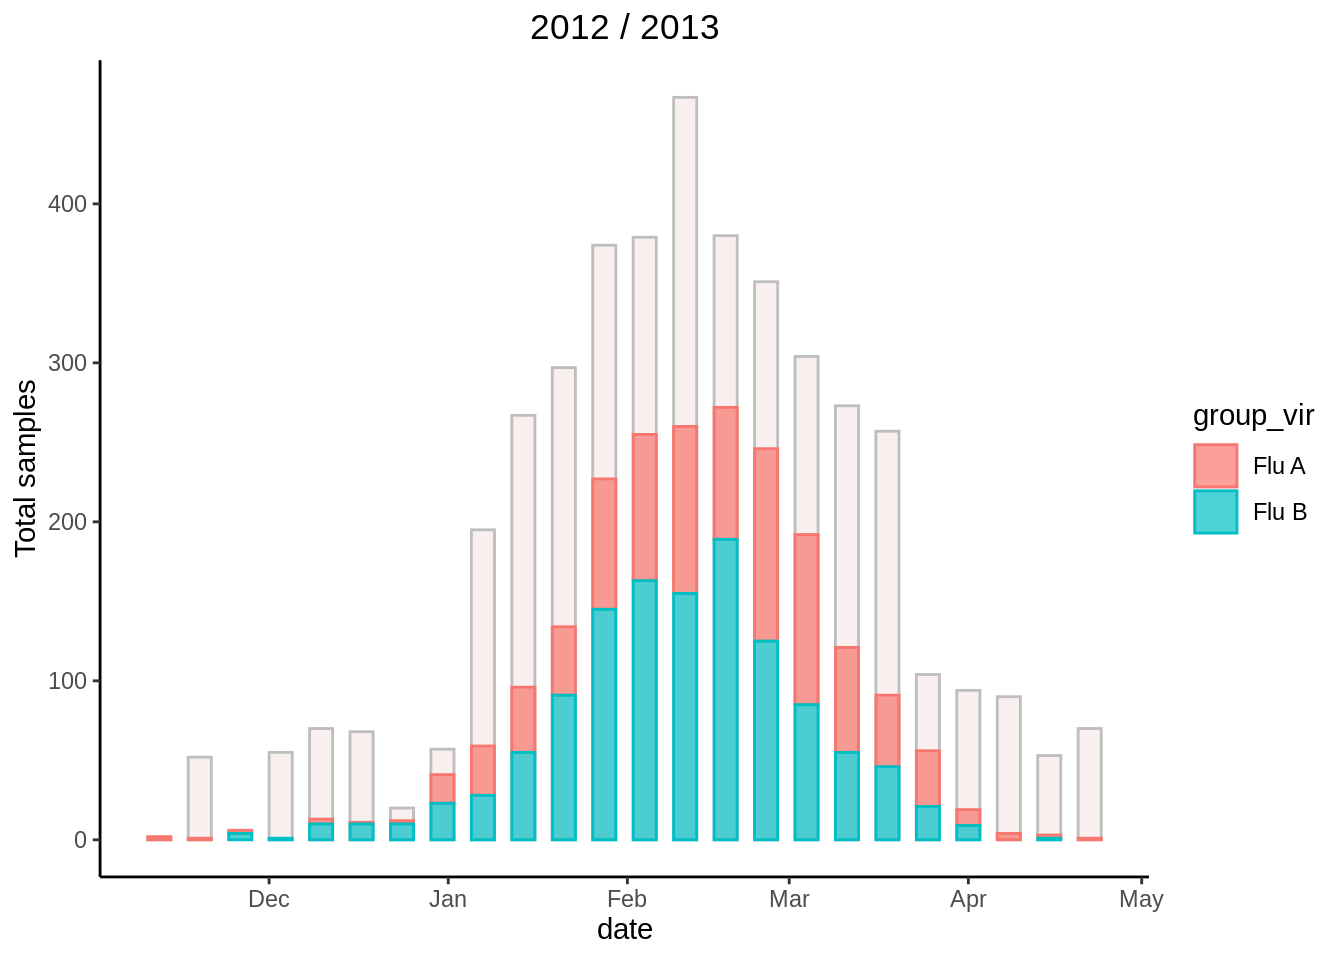 2012 / 2013
Total samples
400
300
200
100
0
Dec Jan Feb Mar Apr May
date
group_vir
Flu A
Flu B